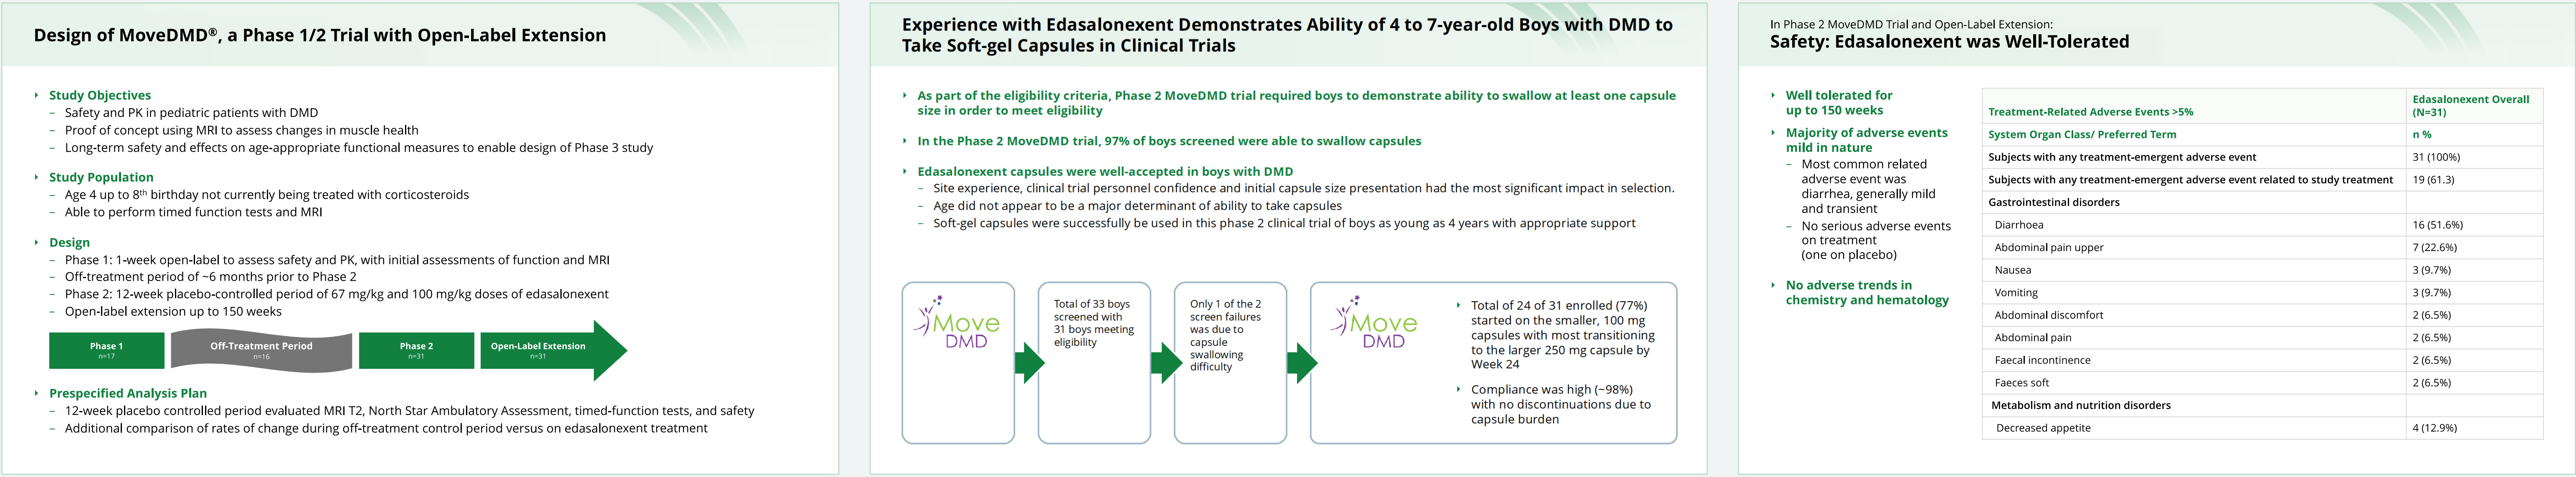 Design of MoveDMD®, a Phase 1/2 Trial with Open-Label Extension
Study Objectives
– Safety and PK in pediatric patients with DMD
– Proof of concept using MRI to assess changes in muscle health
– Long-term safety and effects on age-appropriate functional measures to enable design of Phase 3 study
Study Population
– Age 4 up to 8th birthday not currently being treated with corticosteroids
– Able to perform timed function tests and MRI
Design
– Phase 1: 1-week open-label to assess safety and PK, with initial assessments of function and MRI
– Off-treatment period of ~6 months prior to Phase 2
– Phase 2: 12-week placebo-controlled period of 67 mg/kg and 100 mg/kg doses of edasalonexent
– Open-label extension up to 150 weeks
Phase 1
n=17
Off-Treatment Period
n=16
Phase 2
n=31
Open-Label Extension
n=31
Prespecified Analysis Plan
– 12-week placebo controlled period evaluated MRI T2, North Star Ambulatory Assessment, timed-function tests, and safety
– Additional comparison of rates of change during off-treatment control period versus on edasalonexent treatment
Experience with Edasalonexent Demonstrates Ability of 4 to 7-year-old Boys with DMD to
Take Soft-gel Capsules in Clinical Trials
As part of the eligibility criteria, Phase 2 MoveDMD trial required boys to demonstrate ability to swallow at least one capsule
size in order to meet eligibility
In the Phase 2 MoveDMD trial, 97% of boys screened were able to swallow capsules
Edasalonexent capsules were well-accepted in boys with DMD
– Site experience, clinical trial personnel confidence and initial capsule size presentation had the most significant impact in selection.
– Age did not appear to be a major determinant of ability to take capsules
– Soft-gel capsules were successfully be used in this phase 2 clinical trial of boys as young as 4 years with appropriate support
Move
DMD
Total of 33 boys
screened with
31 boys meeting
eligibility
Only 1 of the 2
screen failures
was due to
capsule
swallowing
difficulty
Move
DMD
Total of 24 of 31 enrolled (77%)
started on the smaller, 100 mg
capsules with most transitioning
to the larger 250 mg capsule by
Week 24
Compliance was high (~98%)
with no discontinuations due to
capsule burden
In Phase 2 MoveDMD Trial and Open-Label Extension:
Safety: Edasalonexent was Well-Tolerated
Well tolerated for
up to 150 weeks
Majority of adverse events
mild in nature
– Most common related
adverse event was
diarrhea, generally mild
and transient
– No serious adverse events
on treatment
(one on placebo)
No adverse trends in
chemistry and hematology
Treatment-Related Adverse Events >5% Edasalonexent Overall
(N=31)
System Organ Class/ Preferred Term n %
Subjects with any treatment-emergent adverse event 31 (100%)
Subjects with any treatment-emergent adverse event related to study treatment 19 (61.3)
Gastrointestinal disorders
Diarrhoea 16 (51.6%)
Abdominal pain upper 7 (22.6%)
Nausea 3 (9.7%)
Vomiting 3 (9.7%)
Abdominal discomfort 2 (6.5%)
Abdominal pain 2 (6.5%)
Faecal incontinence 2 (6.5%)
Faeces soft 2 (6.5%)
Metabolism and nutrition disorders
Decreased appetite 4 (12.9%)